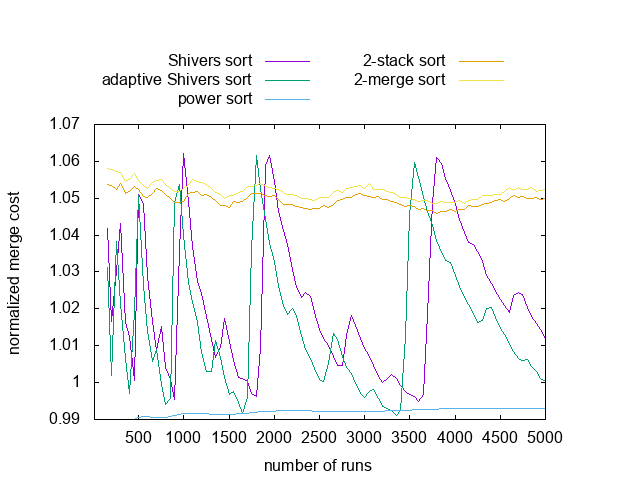 Shivers sort
adaptive Shivers sort
power sort
2-stack sort
2-merge sort
1.07
1.06
1.05
1.04
1.03
1.02
1.01
1
0.99
normalized merge cost
500 1000 1500 2000 2500 3000 3500 4000 4500 5000
number of runs